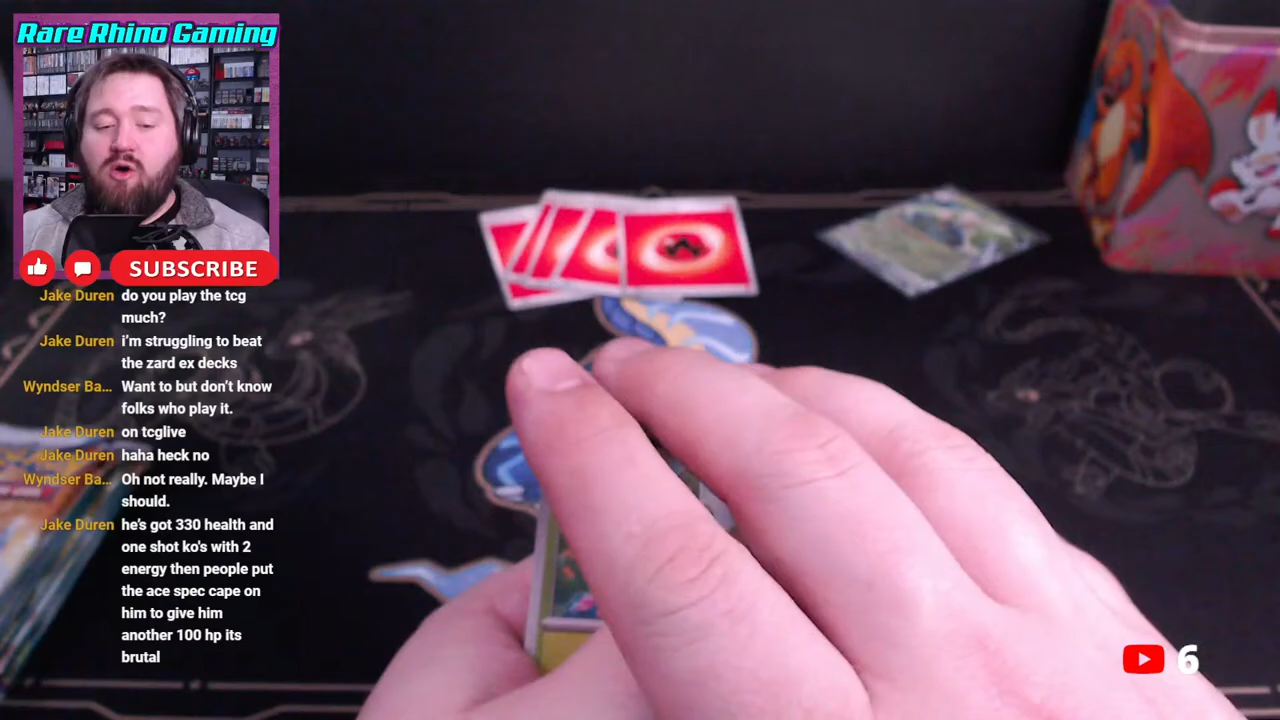 Rare Rhino Gaming
SUBSCRIBE
Jake Duren do you play the tcg
much?
Jake Duren i'm struggling to beat
the zard ex decks
Wyndser Ba... Want to but don't know
folks who play it.
Jake Duren on tcglive
Jake Duren haha heck no
Wyndser Ba... Oh not really. Maybe I
should.
Jake Duren he's got 330 health and
one shot ko's with 2
energy then people put
the ace spec cape on
him to give him
another 100 hp its
brutal
6